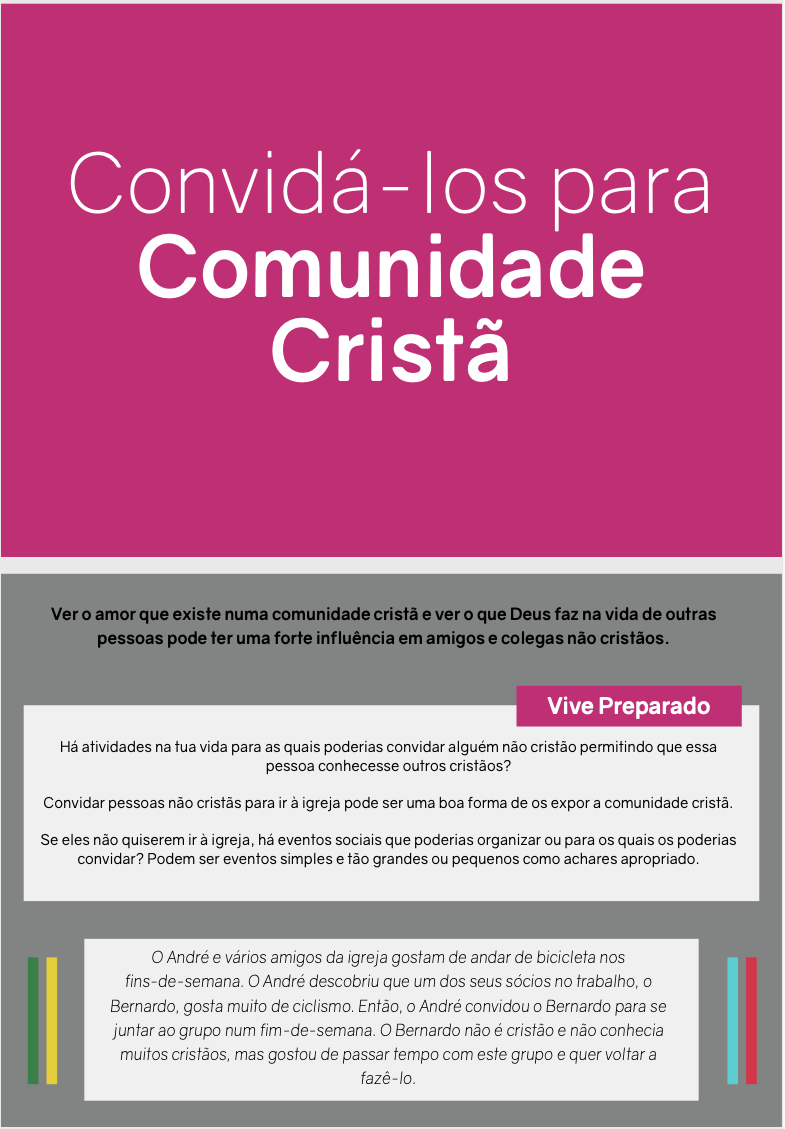 Convidá-los para
Comunidade
Cristã
Ver o amor que existe numa comunidade cristã e ver o que Deus faz na vida de outras
pessoas pode ter uma forte influência em amigos e colegas não cristãos.
Vive Preparado
Há atividades na tua vida para as quais poderias convidar alguém não cristão permitindo que essa
pessoa conhecesse outros cristãos?
Convidar pessoas não cristãs para ir à igreja pode ser uma boa forma de os expor a comunidade cristã.
Se eles não quiserem ir à igreja, há eventos sociais que poderias organizar ou para os quais os poderias
convidar? Podem ser eventos simples e tão grandes ou pequenos como achares apropriado.
O André e vários amigos da igreja gostam de andar de bicicleta nos
fins-de-semana. O André descobriu que um dos seus sócios no trabalho, o
Bernardo, gosta muito de ciclismo. Então, o André convidou o Bernardo para se
juntar ao grupo num fim-de-semana. O Bernardo não é cristão e não conhecia
muitos cristãos, mas gostou de passar tempo com este grupo e quer voltar a
fazê-lo.